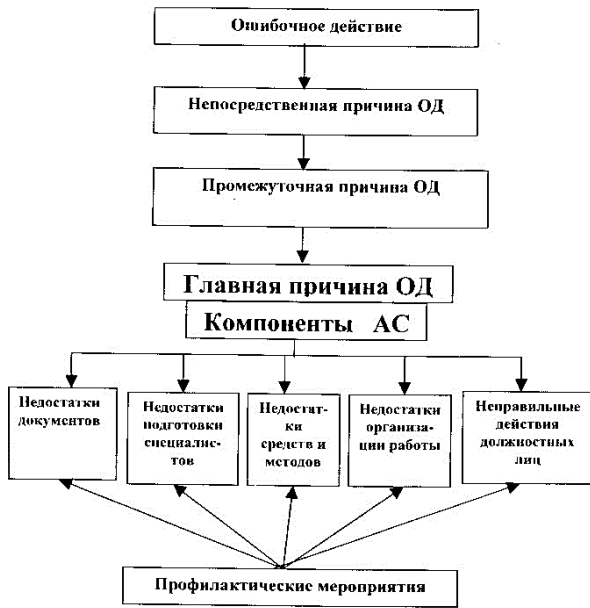 Ошибочное действие
Непосредственная причина ОД
Промежуточная причина ОД
Главная причина ОД
Компоненты АС
Недостатки
документов
Недостатки
подготовки
специалис-
тов
Недостат-
ки
средств и
методов
Недостатки
организа-
ции работы
Неправильные
действия
должностных
лиц
Профилактические мероприятия